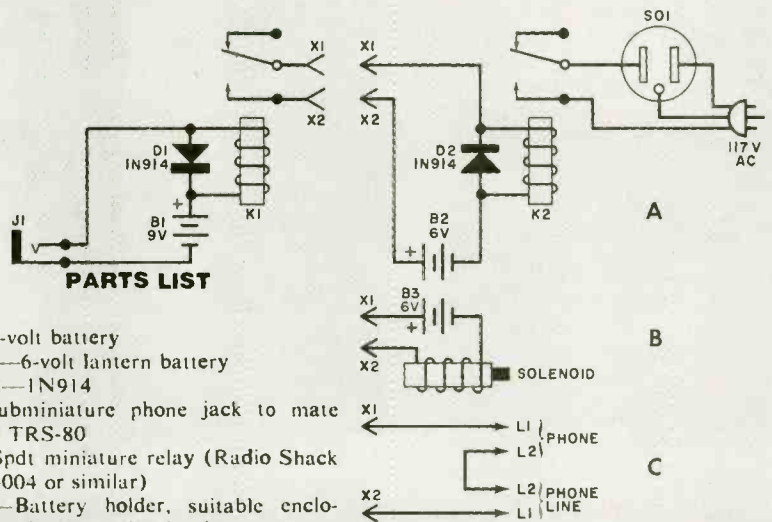 SO1
X1
X1
X2
X2
D1
1N914
D2
1N914
117 V
AC
K1
K2
A
J1
+
B1
9V
B2
6V
+
PARTS LIST
X1
B3
6V
+
B
-volt battery
—6-volt lantern battery
—1N914
X2
SOLENOID
ubminiature phone jack to mate
TRS-80
X1
L1
PHONE
L2
C
Spdt miniature relay (Radio Shack
-004 or similar)
L2
PHONE
LINE
—Battery holder, suitable enclo-
X2
L1